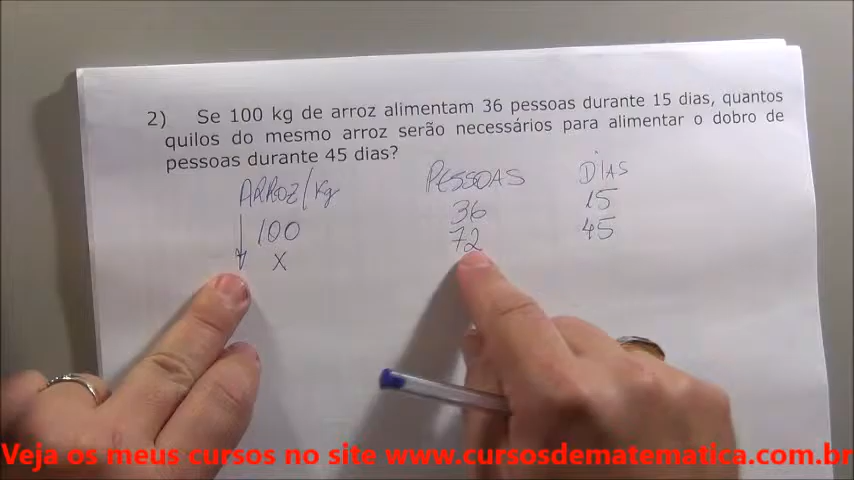 2) Se 100 kg de arroz alimentam 36 pessoas durante 15 dias, quantos
quilos do mesmo arroz serão necessários para alimentar o dobro de
pessoas durante 45 dias?
ARROZ/Kg PESSOAS DIAS
100 36 15
X 72 45
Veja os meus cursos no site www.cursosdematematica.com.br